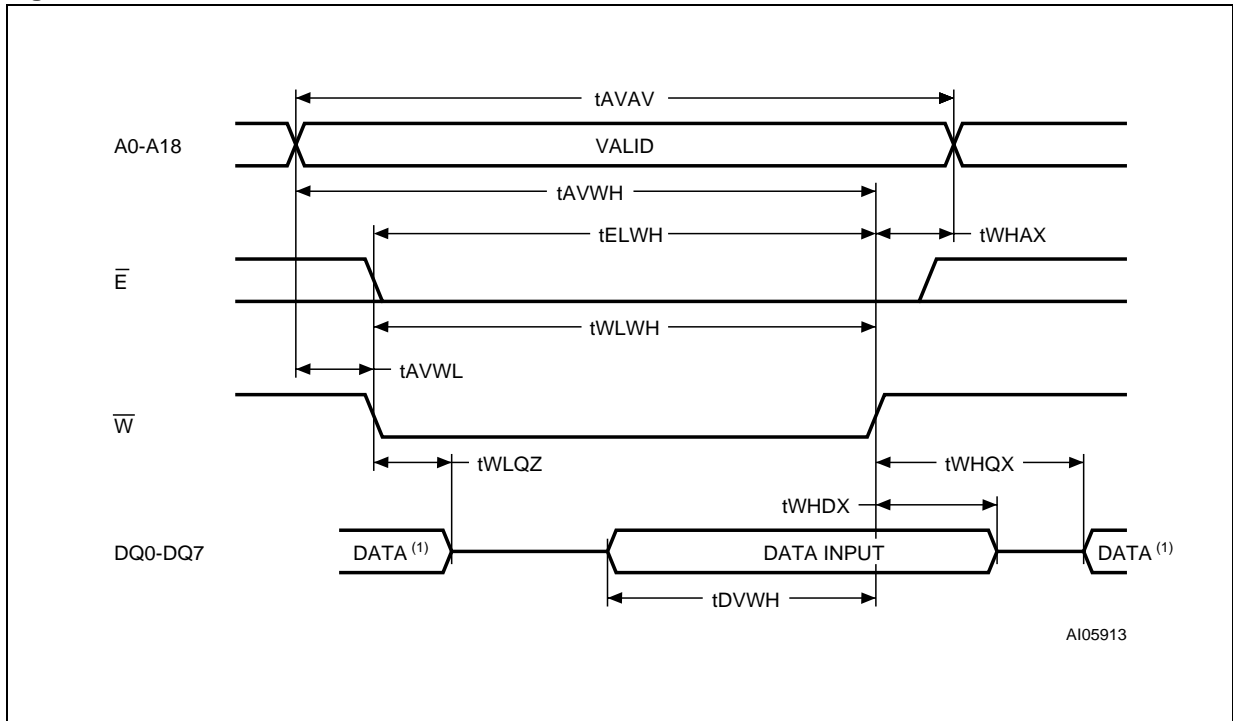 tAVAV
A0-A18
VALID
tAVWH
tELWH
tWHAX
E̅
tWLWH
tAVWL
W̅
tWLQZ
tWHQX
tWHDX
DQ0-DQ7
DATA (1)
DATA INPUT
DATA (1)
tDVWH
AI05913